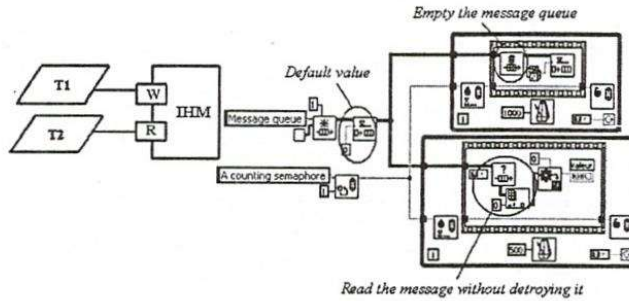 Empty the message queue
Default value
T1
W
IHM
T2
R
Message queue
A counting semaphore
1000
500
Read the message without detroying it